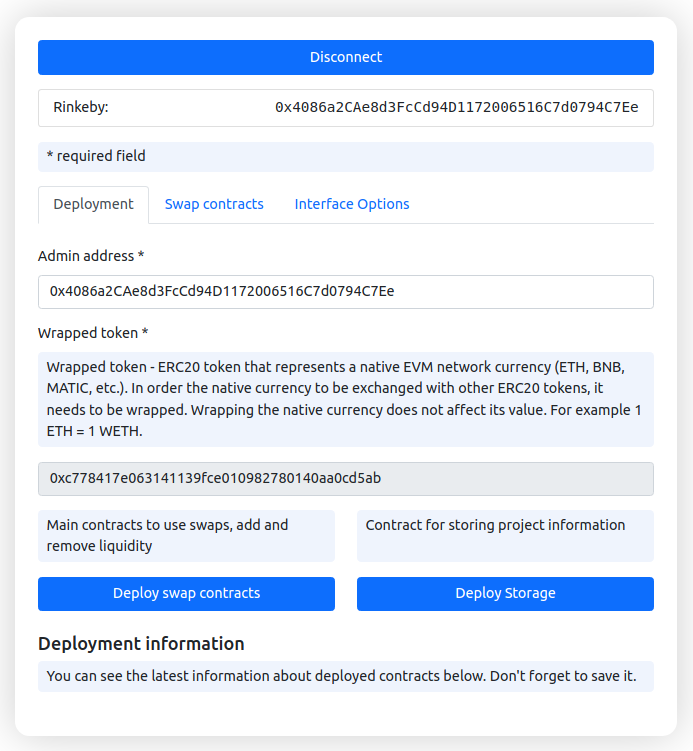 Disconnect
Rinkeby: 0x4086a2CAe8d3FcCd94D1172006516C7d0794C7Ee
* required field
Deployment Swap contracts Interface Options
Admin address *
0x4086a2CAe8d3FcCd94D1172006516C7d0794C7Ee
Wrapped token *
Wrapped token - ERC20 token that represents a native EVM network currency (ETH, BNB,
MATIC, etc.). In order the native currency to be exchanged with other ERC20 tokens, it
needs to be wrapped. Wrapping the native currency does not affect its value. For example 1
ETH = 1 WETH.
0xc778417e063141139fce010982780140aa0cd5ab
Main contracts to use swaps, add and
remove liquidity
Contract for storing project information
Deploy swap contracts
Deploy Storage
Deployment information
You can see the latest information about deployed contracts below. Don't forget to save it.